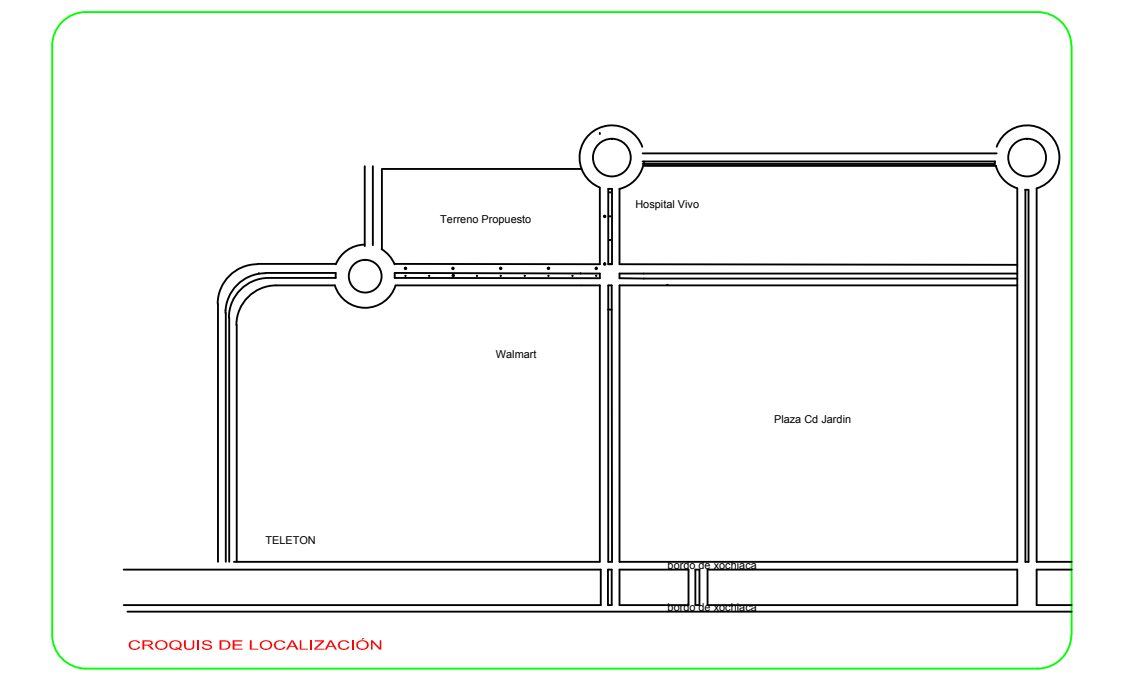 Hospital Vivo
Terreno Propuesto
Walmart
Plaza Cd Jardin
TELETON
bordo de xochiaca
bordo de xochiaca
CROQUIS DE LOCALIZACIÓN